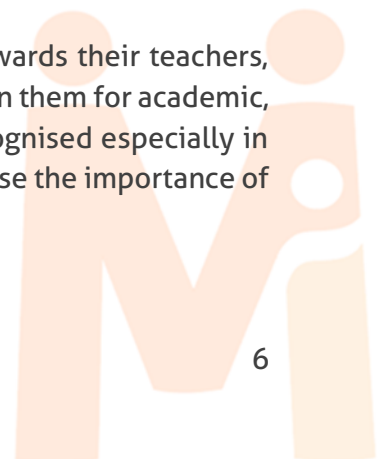 wards their teachers,
n them for academic,
ognised especially in
se the importance of
6